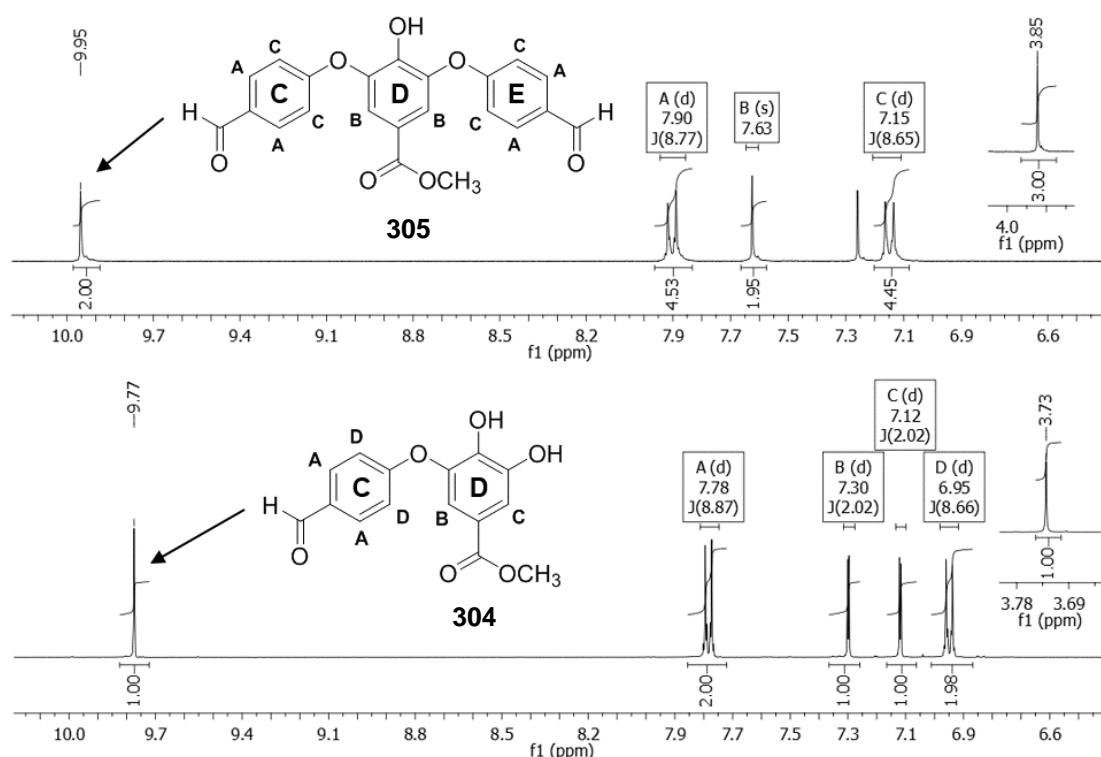 9.95
OH
C
C
A
O
O
A
C
D
E
H
C
B
B
C
H
A
A
O
O
O
OCH3
305
A (d)
7.90
J(8.77)
B (s)
7.63
C (d)
7.15
J(8.65)
3.85
3.00
4.0
f1 (ppm)
2.00
4.53
1.95
4.45
10.0 9.7 9.4 9.1 8.8 8.5 8.2 7.9 7.7 7.5 7.3 7.1 6.9 6.6
f1 (ppm)
9.77
OH
D
A
O
OH
C
D
H
D
B
C
A
O
O
OCH3
304
A (d)
7.78
J(8.87)
B (d)
7.30
J(2.02)
C (d)
7.12
J(2.02)
D (d)
6.95
J(8.66)
3.73
1.00
3.78 3.69
f1 (ppm)
1.00
2.00
1.00
1.00
1.98
10.0 9.7 9.4 9.1 8.8 8.5 8.2 7.9 7.7 7.5 7.3 7.1 6.9 6.6
f1 (ppm)